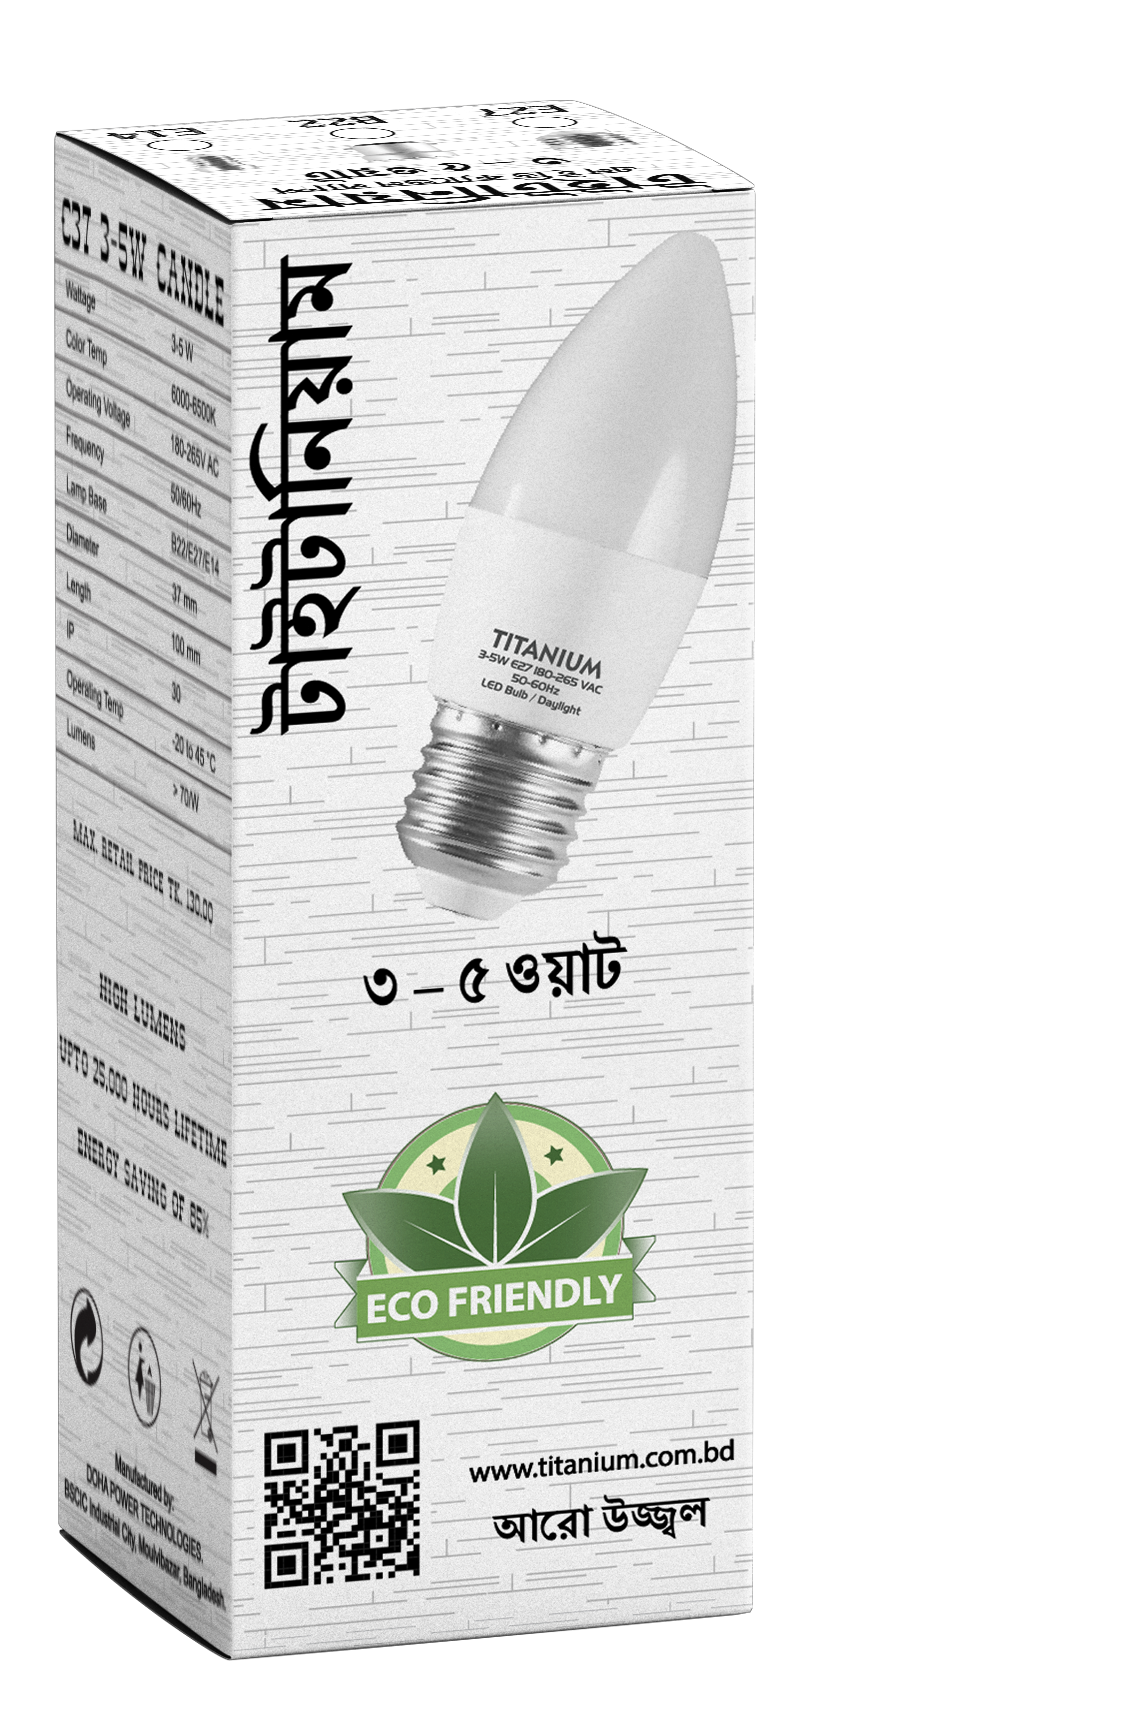 E14
B22
E27
৩ – ৫ ওয়াট
টাইটানিয়াম
C37 3-5W CANDLE
Wattage 3-5 W
Color Temp 6000-6500K
Operating Voltage 180-265V AC
Frequency 50/60Hz
Lamp Base B22/E27/E14
Diameter 37 mm
Length 100 mm
IP 30
Operating Temp -20 to 45 °C
Lumens > 70/W
MAX. RETAIL PRICE TK. 130.00
HIGH LUMENS
UPTO 25,000 HOURS LIFETIME
ENERGY SAVING OF 85%
Manufactured by:
DOHA POWER TECHNOLOGIES.
BSCIC Industrial City, Moulvibazar, Bangladesh.
টাইটানিয়াম
TITANIUM
3-5W E27 180-265 VAC
50-60Hz
LED Bulb / Daylight
৩ – ৫ ওয়াট
ECO FRIENDLY
www.titanium.com.bd
আরো উজ্জ্বল